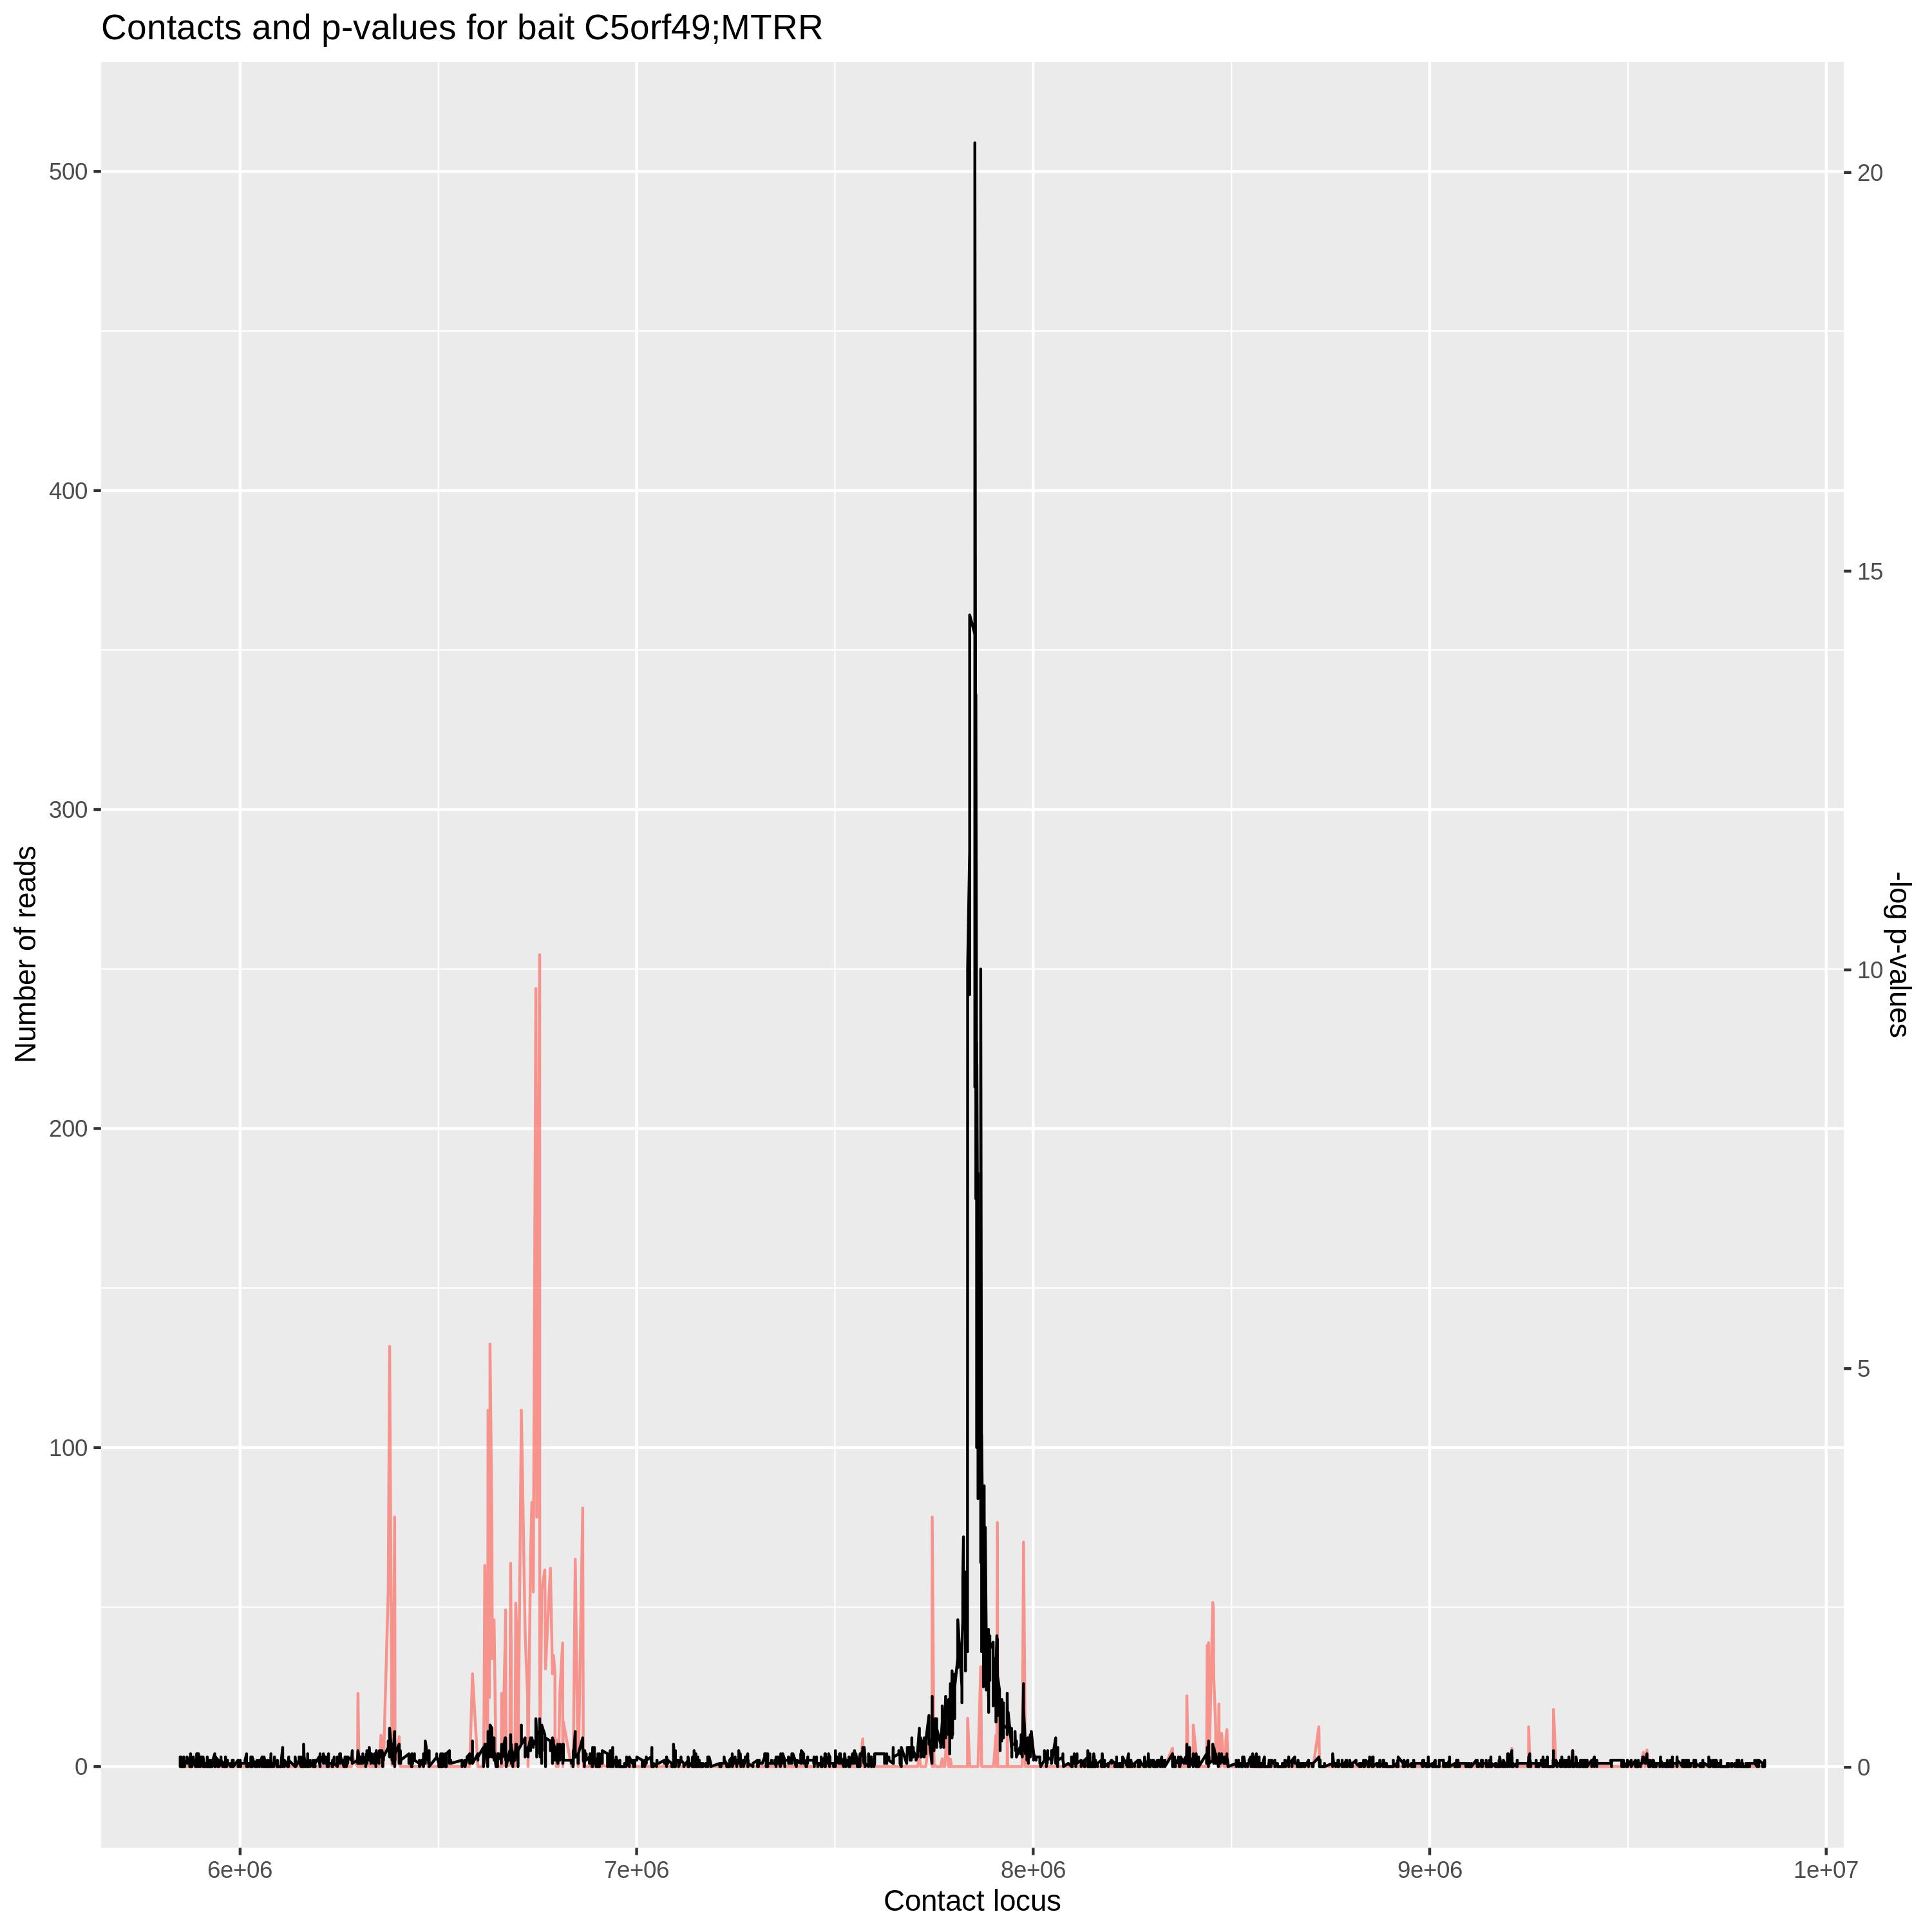 Contacts and p-values for bait C5orf49;MTRR
500
400
300
200
100
0
Number of reads
20
15
10
5
0
-log p-values
6e+06
7e+06
8e+06
9e+06
1e+07
Contact locus